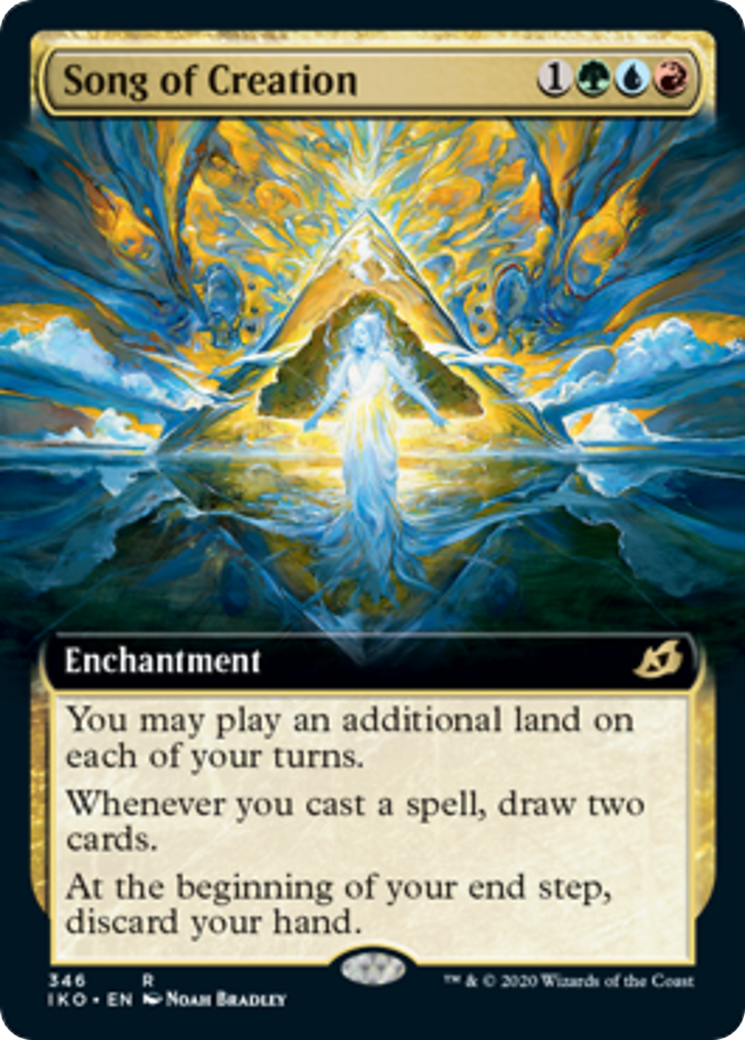 Song of Creation 1
Enchantment
You may play an additional land on
each of your turns.
Whenever you cast a spell, draw two
cards.
At the beginning of your end step,
discard your hand.
346 R
IKO • EN Noah Bradley
™ & © 2020 Wizards of the Coast